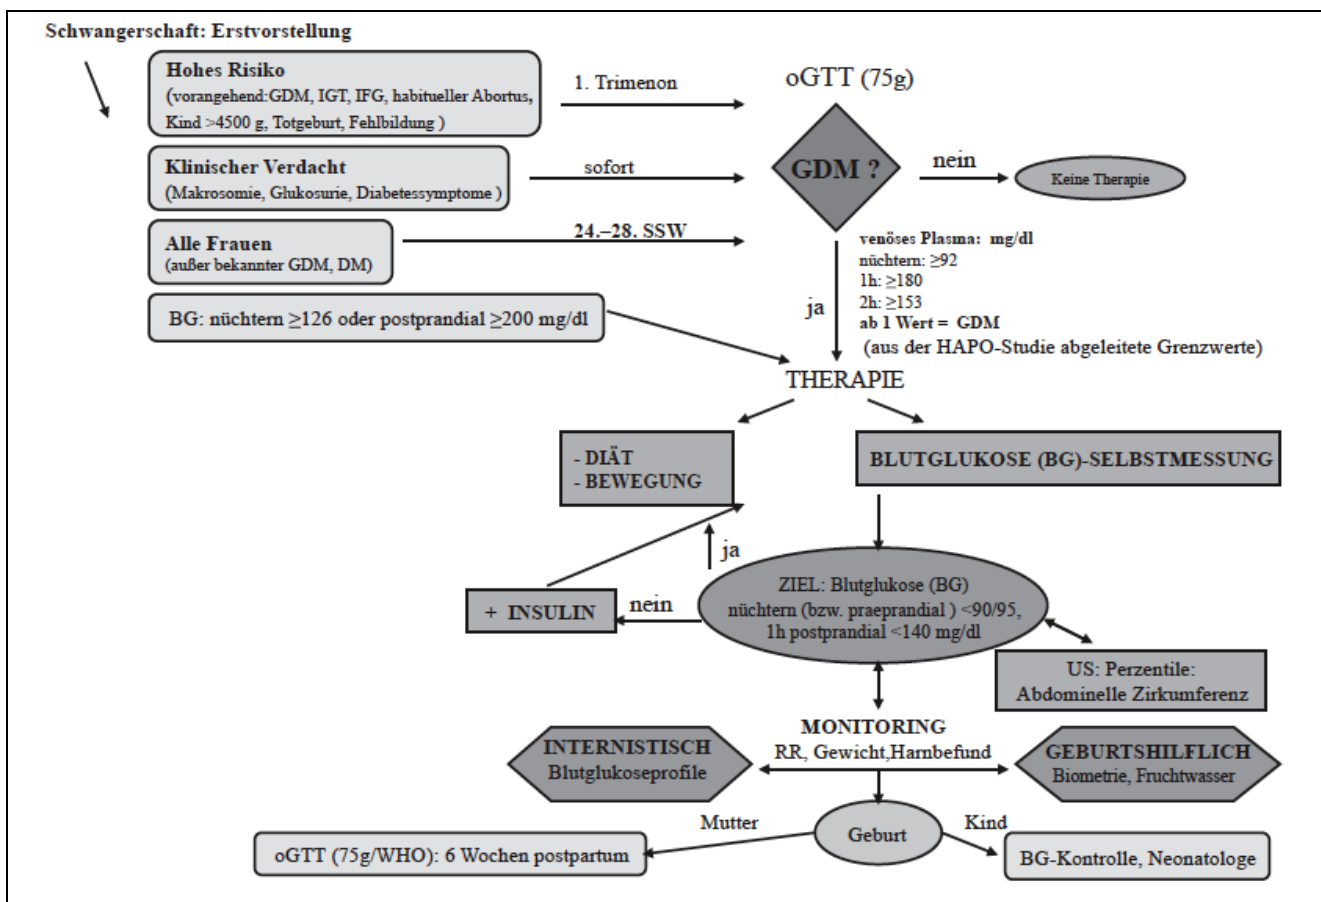 Schwangerschaft: Erstvorstellung
Hohes Risiko
(vorangehend:GDM, IGT, IFG, habitueller Abortus,
Kind >4500 g, Totgeburt, Fehlbildung )
1. Trimenon
oGTT (75g)
Klinischer Verdacht
(Makrosomie, Glukosurie, Diabetessymptome )
sofort
GDM ?
nein
Keine Therapie
Alle Frauen
(außer bekannter GDM, DM)
24.–28. SSW
venöses Plasma: mg/dl
nüchtern: ≥92
1h: ≥180
2h: ≥153
ab 1 Wert = GDM
(aus der HAPO-Studie abgeleitete Grenzwerte)
ja
BG: nüchtern ≥126 oder postprandial ≥200 mg/dl
THERAPIE
- DIÄT
- BEWEGUNG
BLUTGLUKOSE (BG)-SELBSTMESSUNG
ja
ZIEL: Blutglukose (BG)
nüchtern (bzw. praeprandial ) <90/95,
1h postprandial <140 mg/dl
nein
+ INSULIN
US: Perzentile:
Abdominelle Zirkumferenz
MONITORING
RR, Gewicht,Harnbefund
INTERNISTISCH
Blutglukoseprofile
GEBURTSHILFLICH
Biometrie, Fruchtwasser
Mutter
Geburt
Kind
oGTT (75g/WHO): 6 Wochen postpartum
BG-Kontrolle, Neonatologe